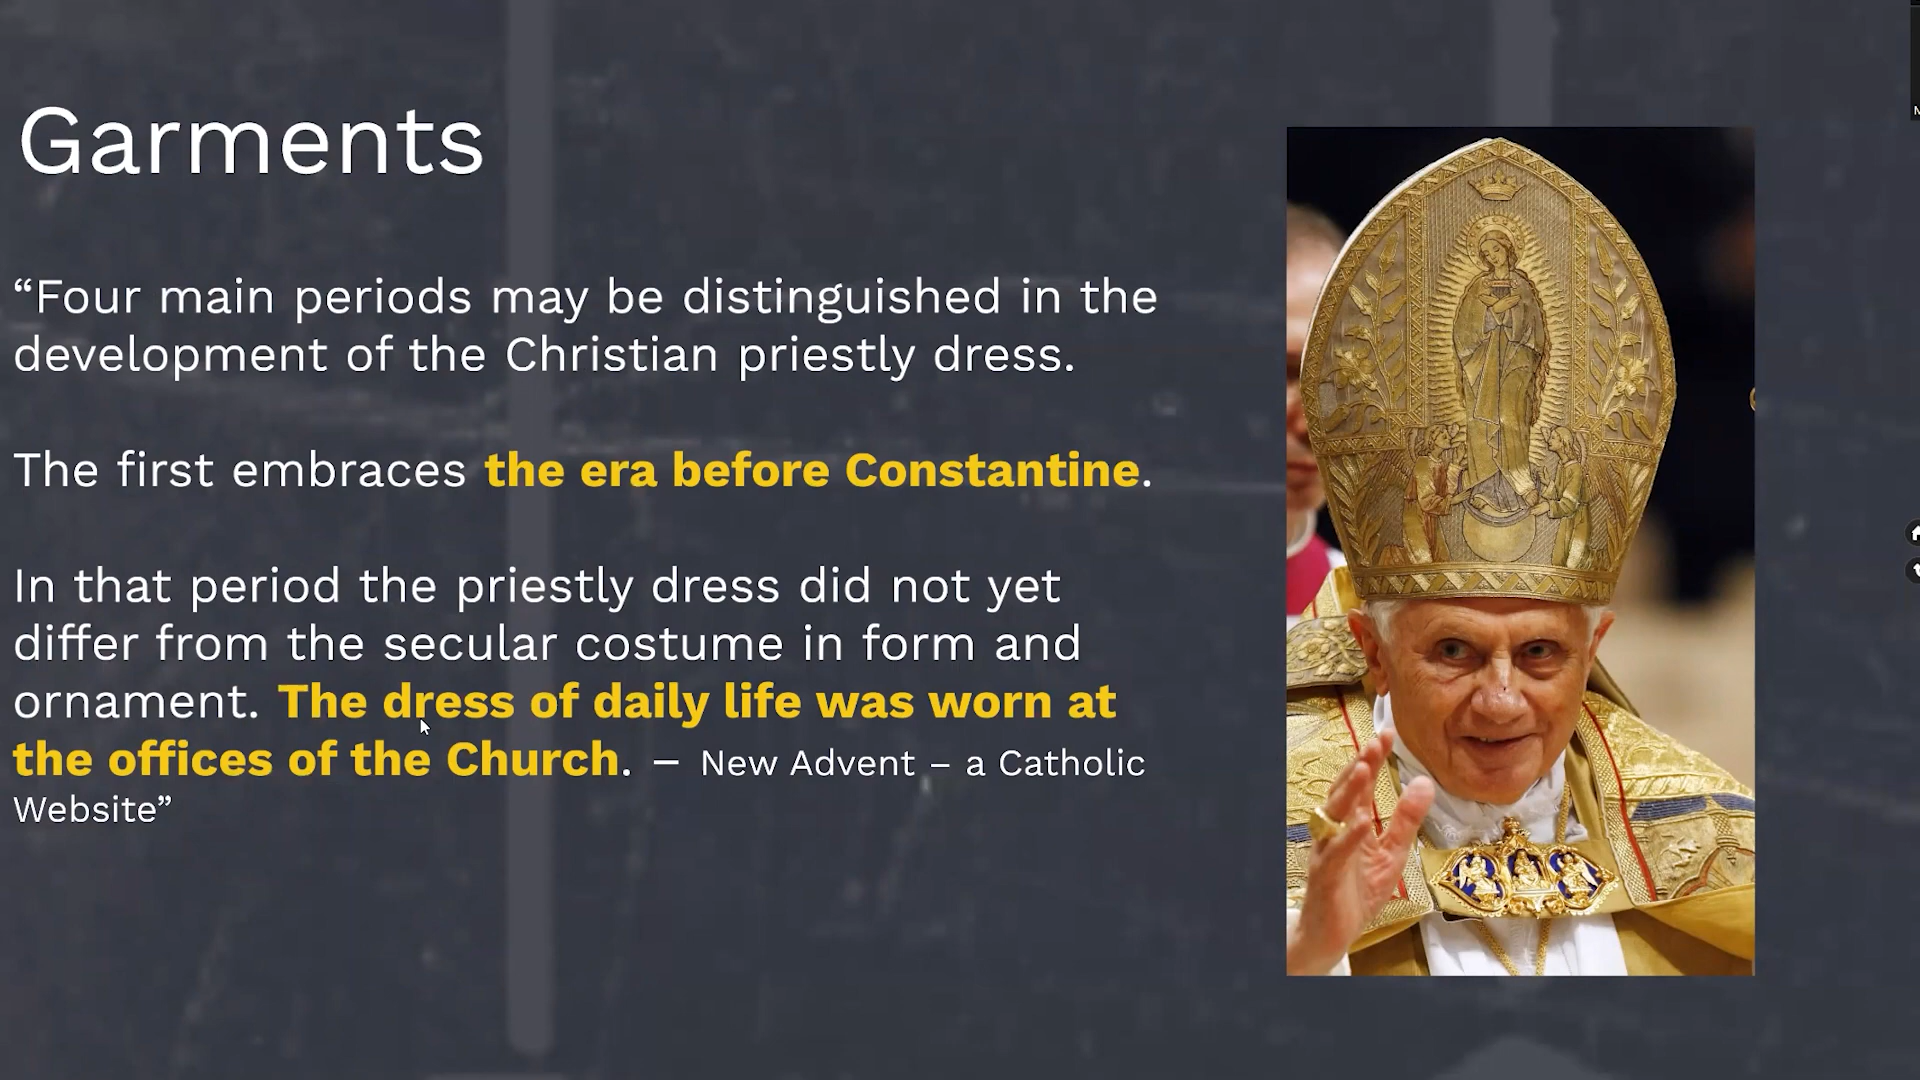 Garments
“Four main periods may be distinguished in the
development of the Christian priestly dress.
The first embraces the era before Constantine.
In that period the priestly dress did not yet
differ from the secular costume in form and
ornament. The dress of daily life was worn at
the offices of the Church. – New Advent – a Catholic
Website”